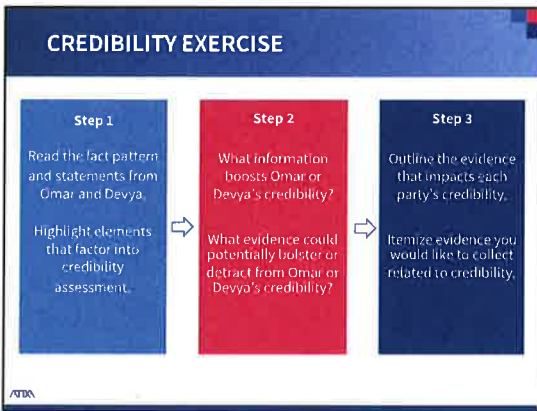 CREDIBILITY EXERCISE
Step 1
Read the fact pattern
and statements from
Omar and Devya.
Highlight elements
that factor into
credibility
assessment.
Step 2
What information
boosts Omar or
Devya's credibility?
What evidence could
potentially bolster or
detract from Omar or
Devya's credibility?
Step 3
Outline the evidence
that impacts each
party's credibility.
Itemize evidence you
would like to collect
related to credibility.
ATIXA